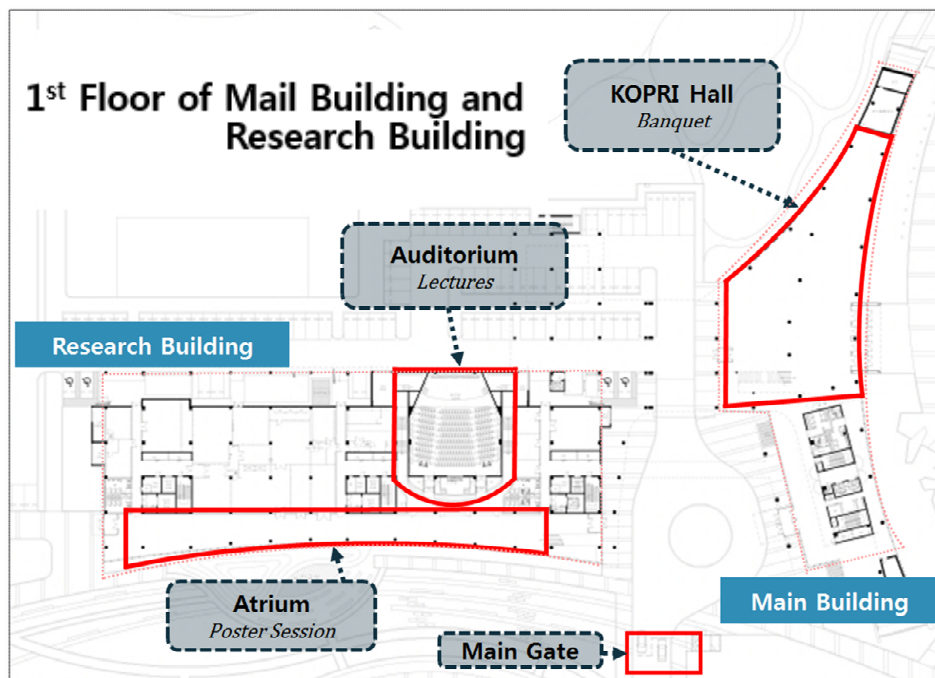 1st Floor of Mail Building and
Research Building
KOPRI Hall
Banquet
Auditorium
Lectures
Research Building
Atrium
Poster Session
Main Building
Main Gate